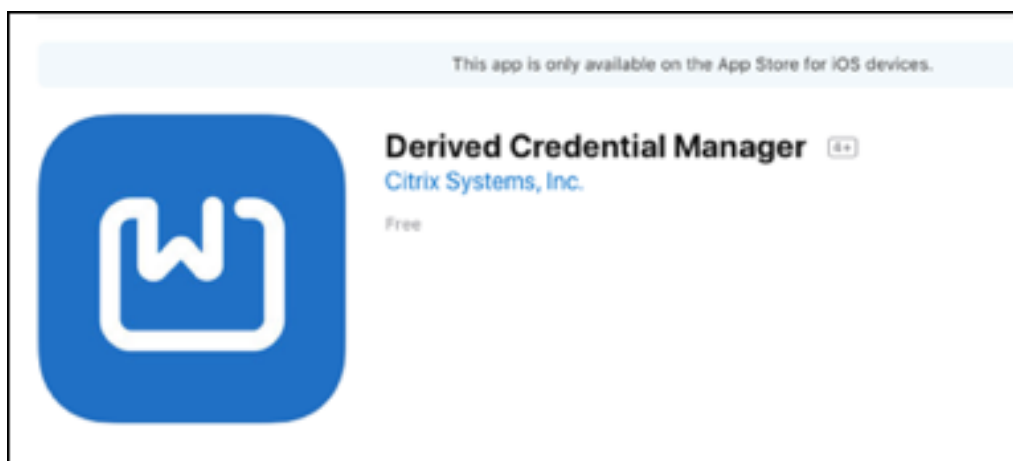 This app is only available on the App Store for iOS devices.
Derived Credential Manager 4+
Citrix Systems, Inc.
Free